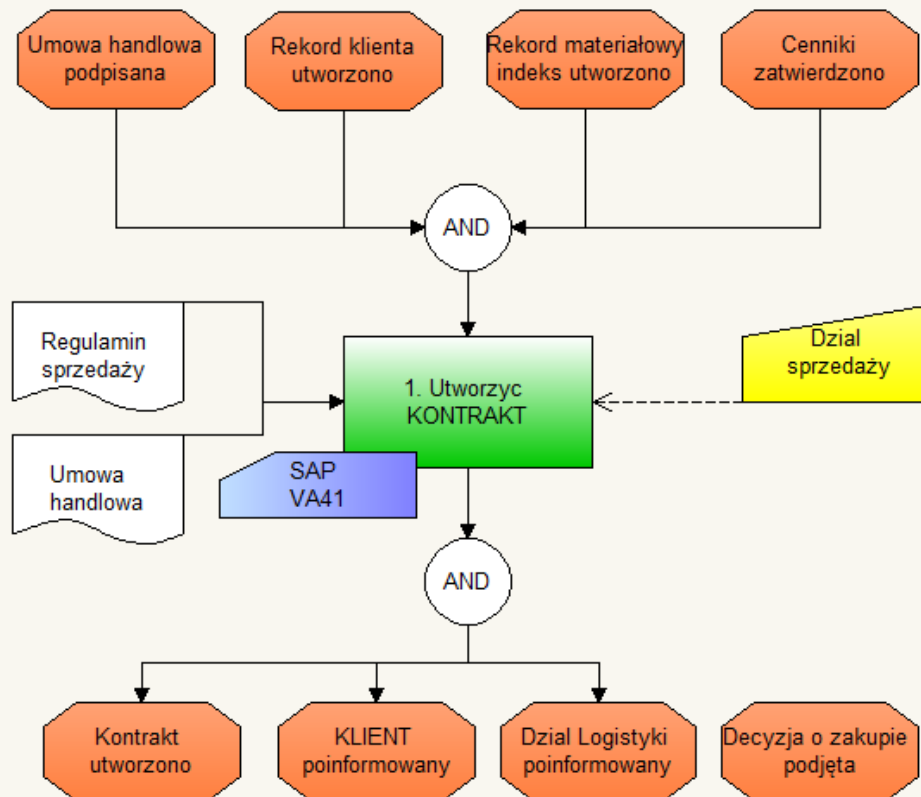 Umowa handlowa
podpisana
Rekord klienta
utworzono
Rekord materiałowy
indeks utworzono
Cenniki
zatwierdzono
AND
Regulamin
sprzedaży
1. Utworzyc
KONTRAKT
Dzial
sprzedaży
Umowa
handlowa
SAP
VA41
AND
Kontrakt
utworzono
KLIENT
poinformowany
Dzial Logistyki
poinformowany
Decyzja o zakupie
podjęta